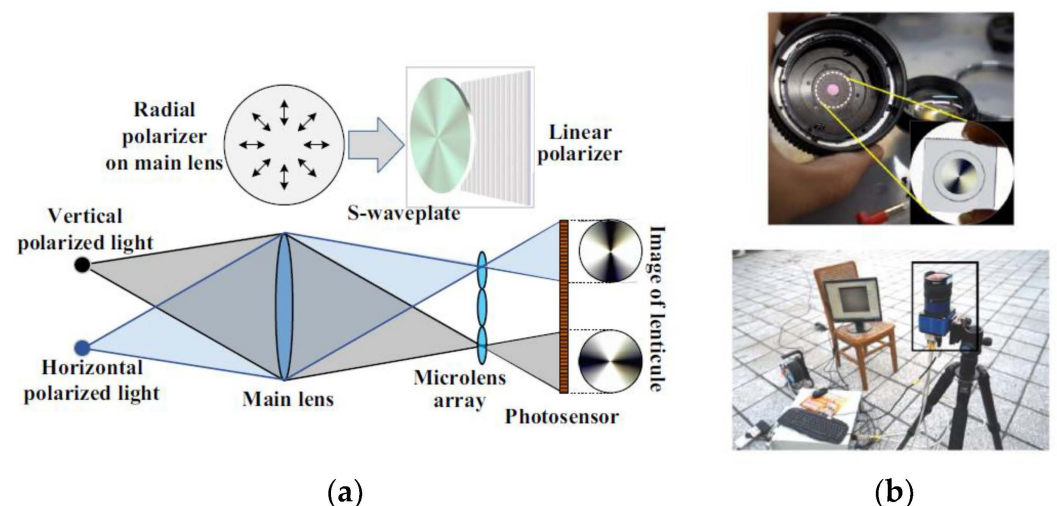 Radial
polarizer
on main lens
Linear
polarizer
S-waveplate
Vertical
polarized light
Horizontal
polarized light
Main lens
Microlens
array
Photosensor
Image of lenticule
(a)
(b)